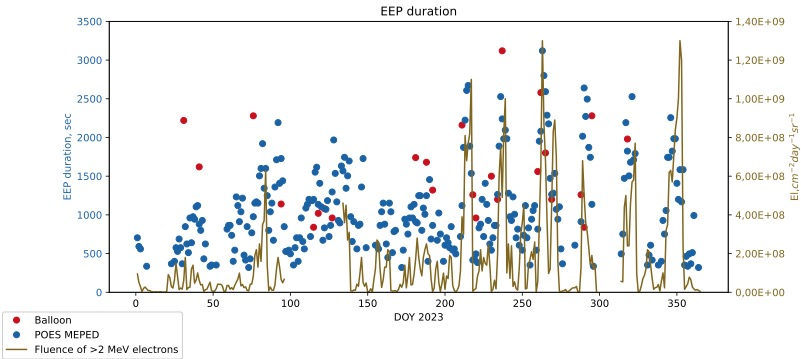 EEP duration
3500
3000
2500
2000
1500
1000
500
0
EEP duration, sec
1,40E+09
1,20E+09
1,00E+09
8,00E+08
6,00E+08
4,00E+08
2,00E+08
0,00E+00
El.cm⁻²day⁻¹sr⁻¹
0
50
100
150
200
250
300
350
DOY 2023
Balloon
POES MEPED
Fluence of >2 MeV electrons